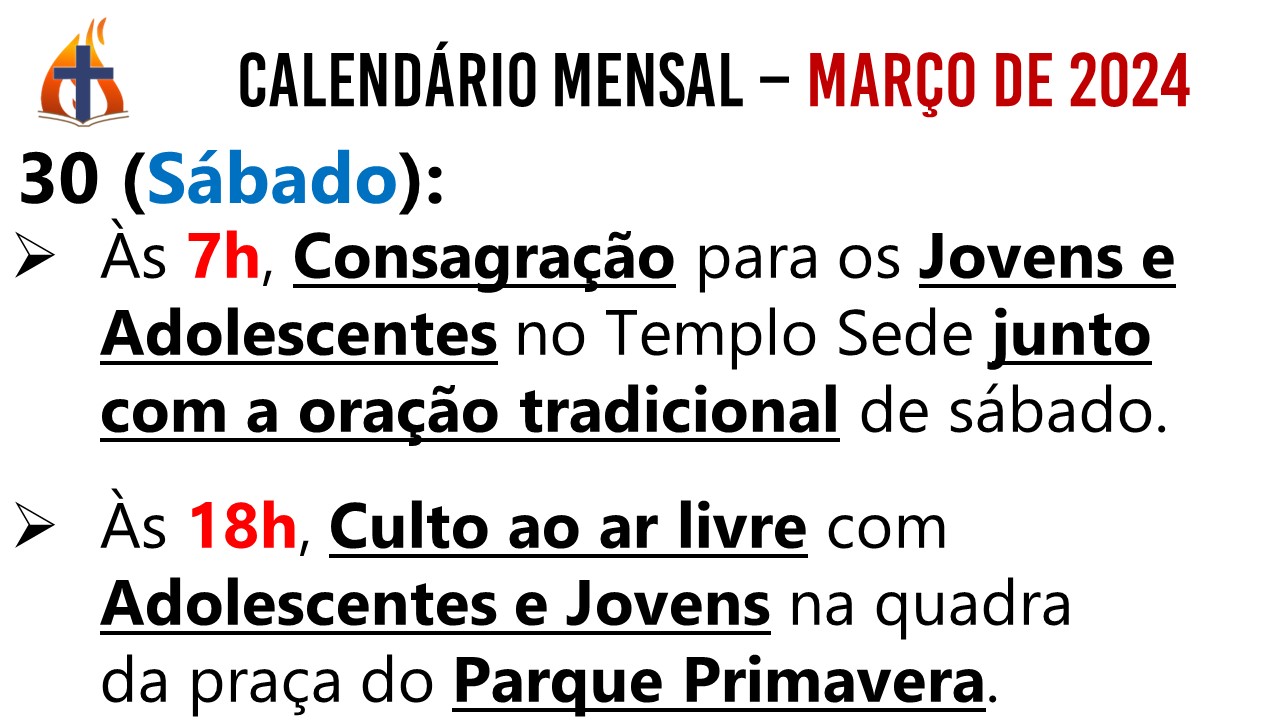 CALENDÁRIO MENSAL – MARÇO DE 2024
30 (Sábado):
➢ Às 7h, Consagração para os Jovens e
Adolescentes no Templo Sede junto
com a oração tradicional de sábado.
➢ Às 18h, Culto ao ar livre com
Adolescentes e Jovens na quadra
da praça do Parque Primavera.